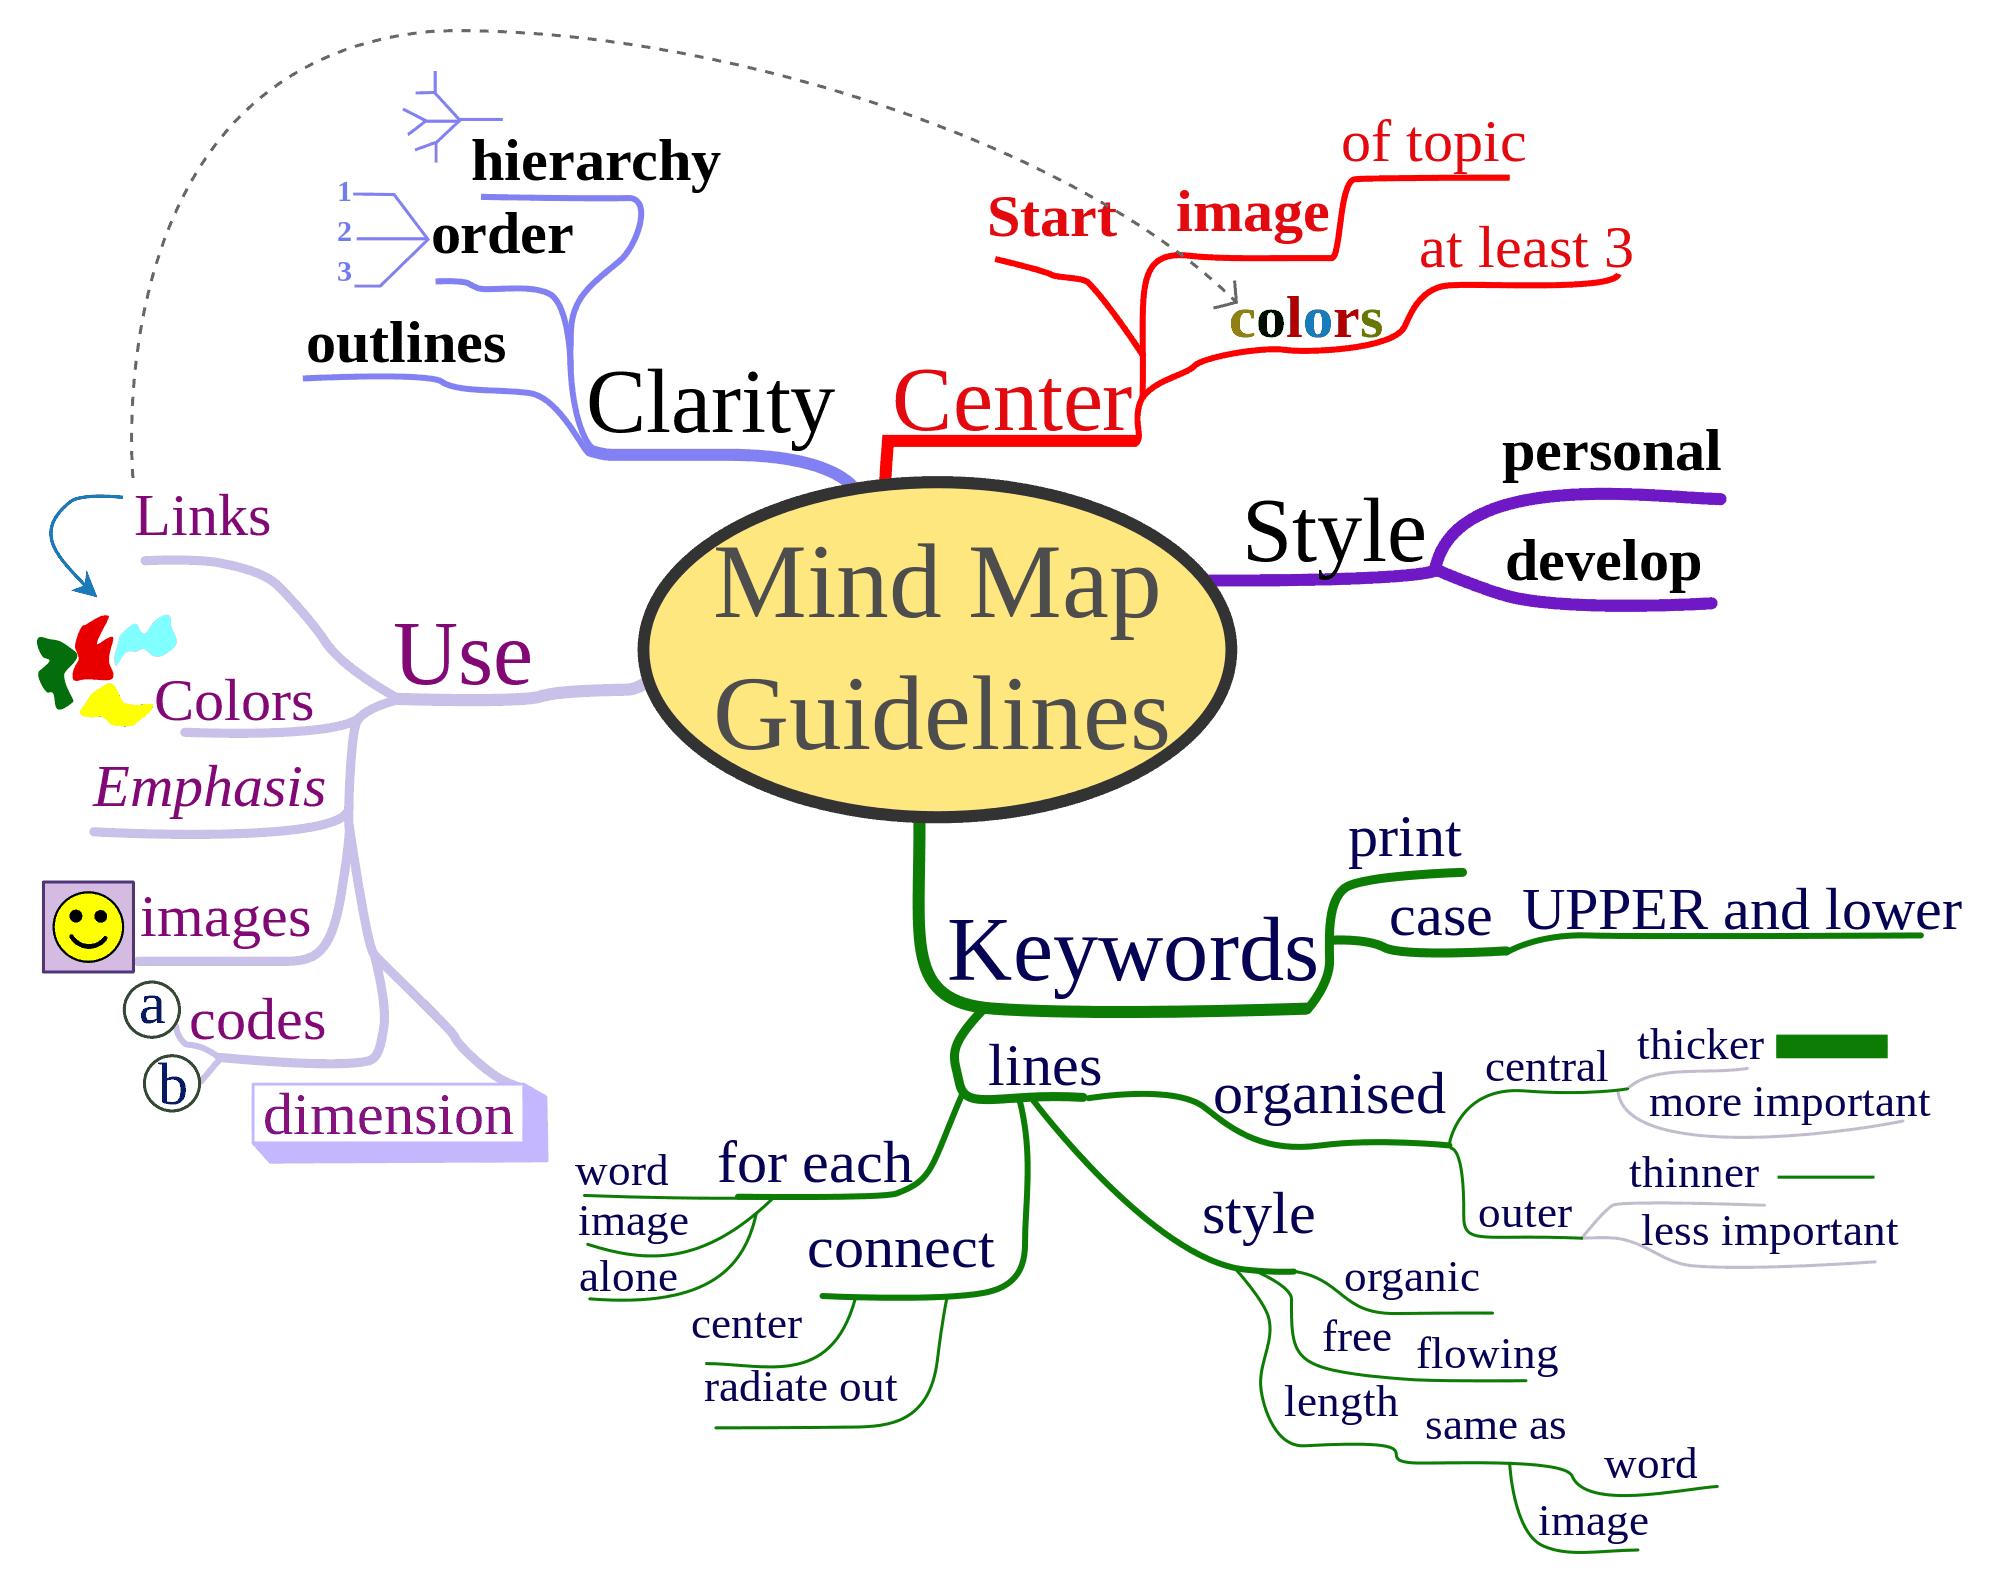 Mind Map
Guidelines
Center
Start
image
of topic
colors
at least 3
Style
personal
develop
Keywords
print
case
UPPER and lower
lines
organised
central
thicker
more important
outer
thinner
less important
style
organic
free flowing
length
same as
word
image
connect
center
radiate out
for each
word
image
alone
Use
Links
Colors
Emphasis
images
codes
a
b
dimension
Clarity
hierarchy
order
1
2
3
outlines